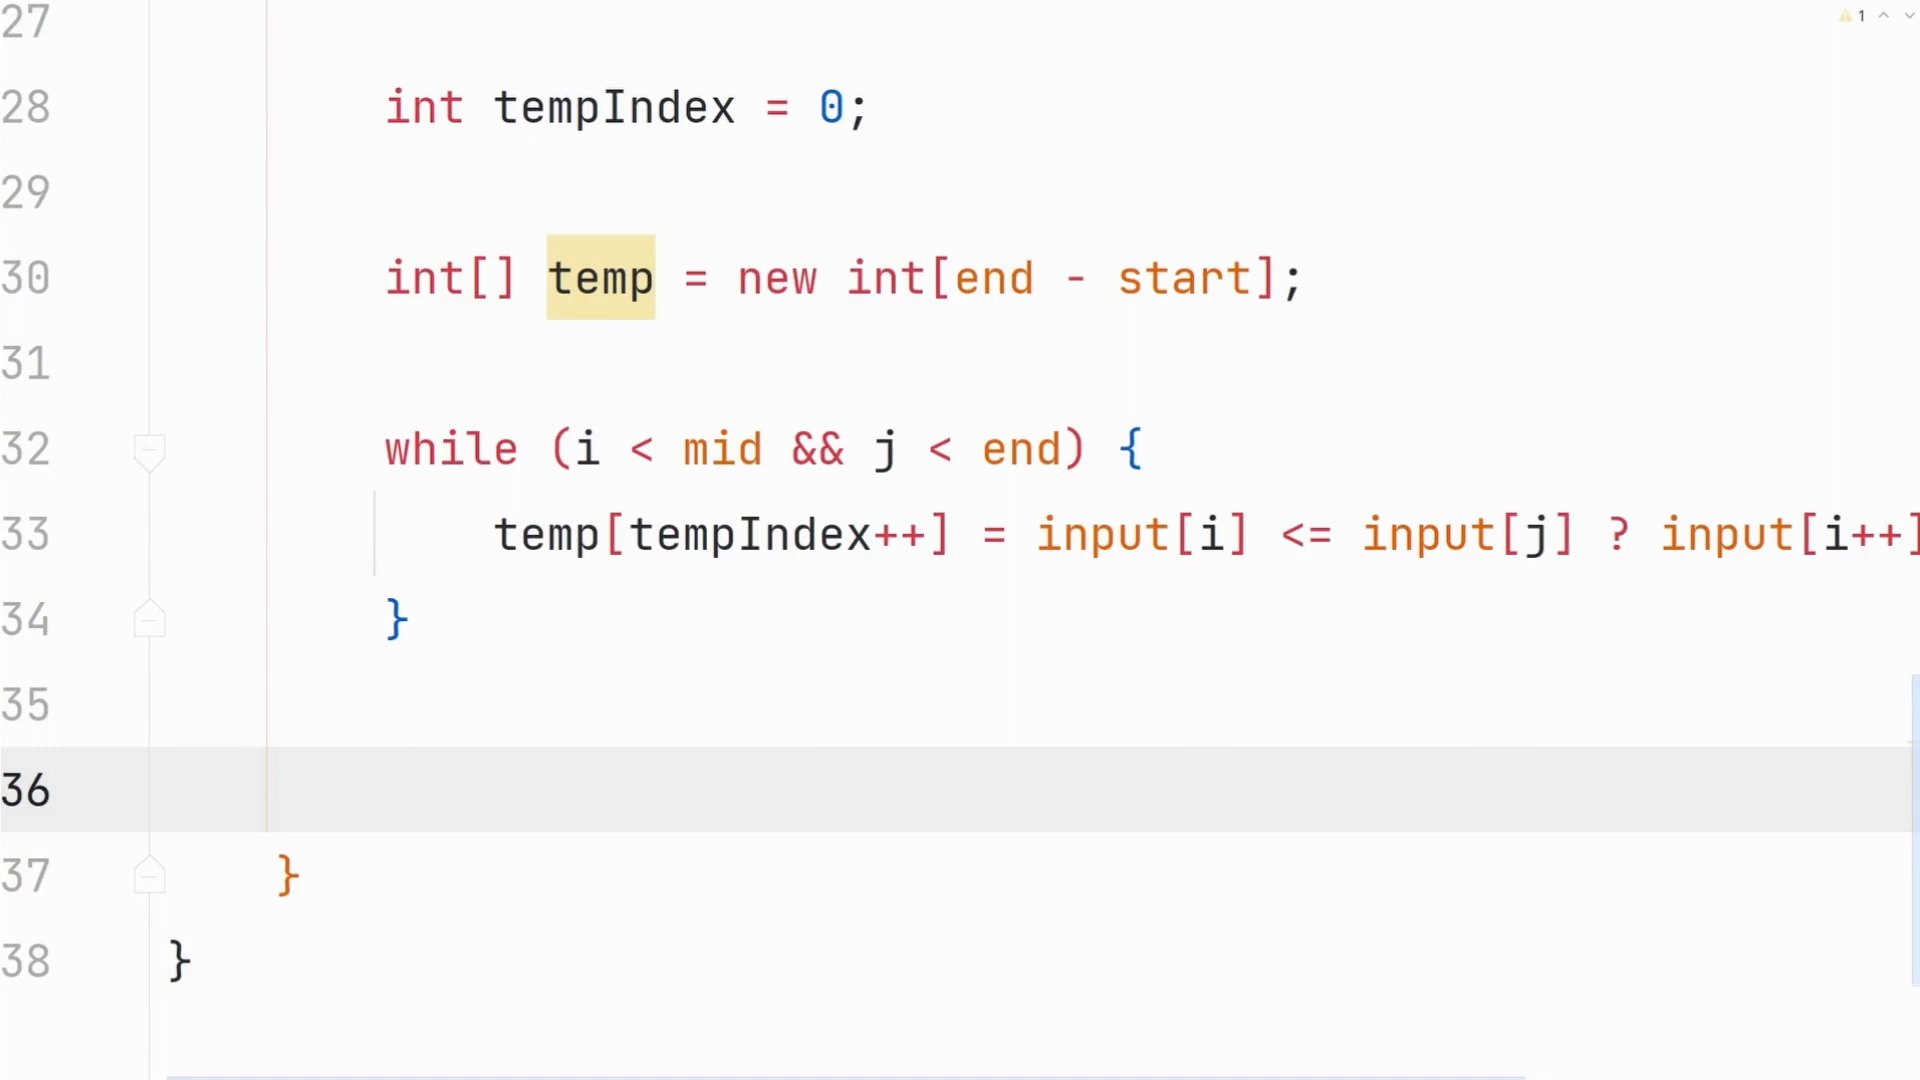 27
1
28 int tempIndex = 0;
29
30 int[] temp = new int[end - start];
31
32 while (i < mid && j < end) {
33 temp[tempIndex++] = input[i] <= input[j] ? input[i++]
34 }
35
36
37 }
38 }